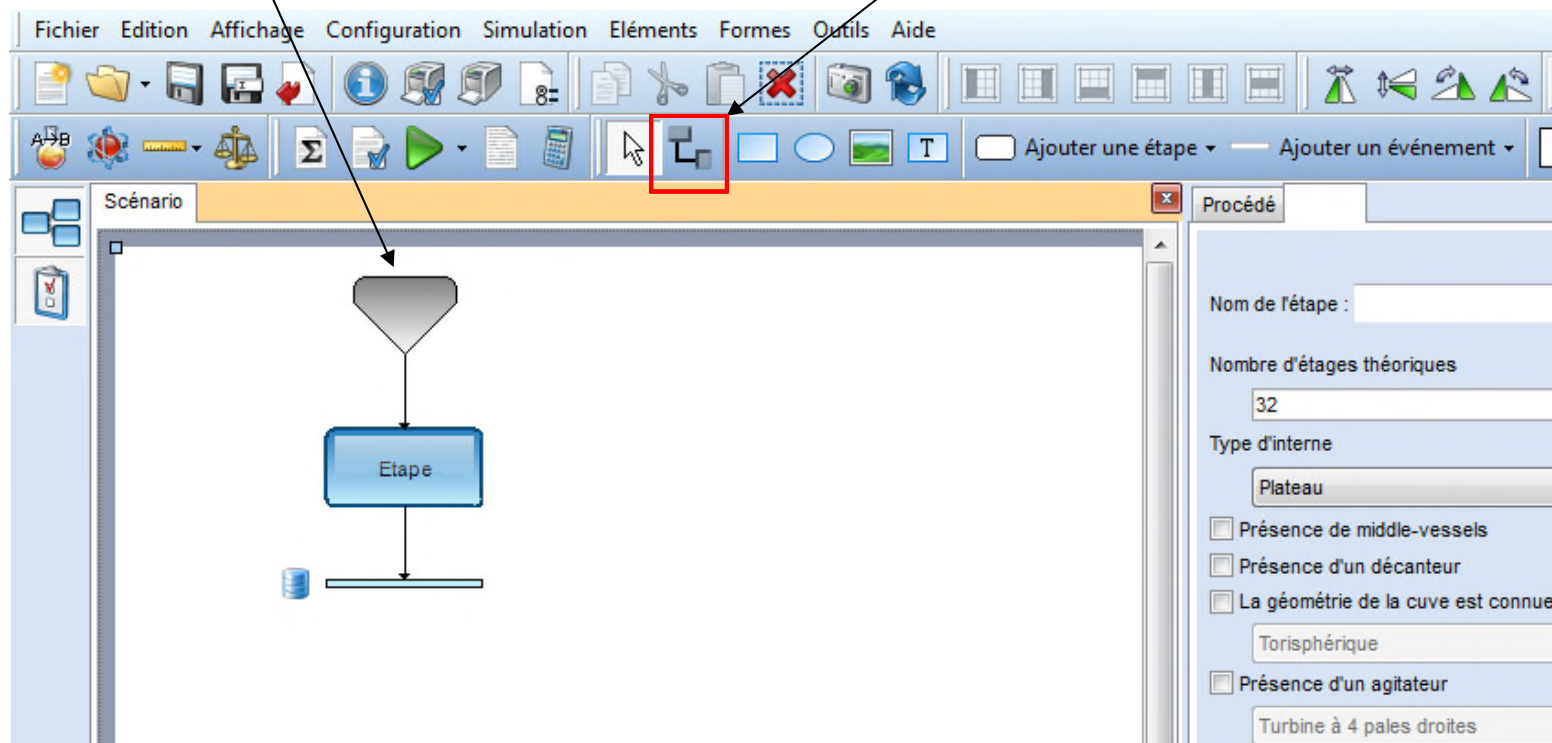 Fichier Edition Affichage Configuration Simulation Eléments Formes Outils Aide
8=
A→B Σ T Ajouter une étape Ajouter un événement
Scénario
x
Procédé
Nom de l'étape :
Nombre d'étages théoriques
32
Type d'interne
Etape
Plateau
Présence de middle-vessels
Présence d'un décanteur
La géométrie de la cuve est connue
Torisphérique
Présence d'un agitateur
Turbine à 4 pales droites